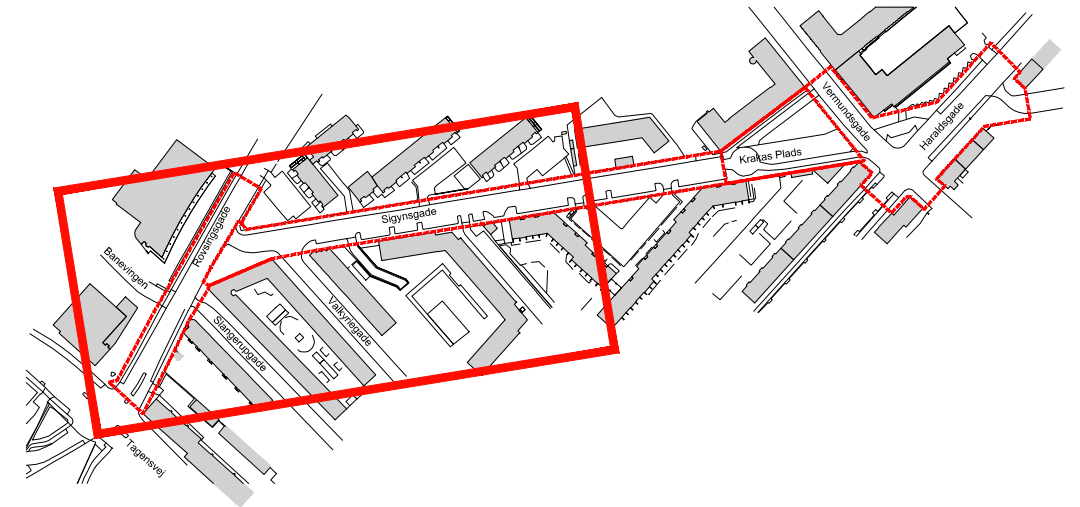 Vermundsgade
Haraldsgade
Krakas Plads
Sigynsgade
Rovsingsgade
Banevingen
Valkyriegade
Slangerupgade
Tagensvej